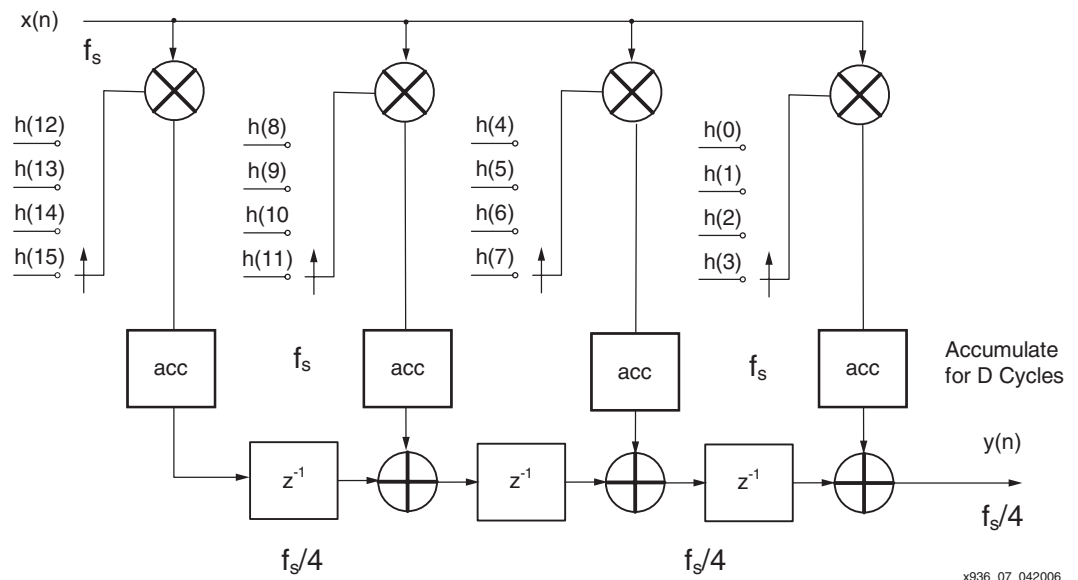 x(n)
fs
h(12)
h(13)
h(14)
h(15)
h(8)
h(9)
h(10
h(11)
h(4)
h(5)
h(6)
h(7)
h(0)
h(1)
h(2)
h(3)
acc
fs
acc
acc
fs
acc
Accumulate
for D Cycles
z-1
z-1
z-1
y(n)
fs/4
fs/4
fs/4
x936_07_042006